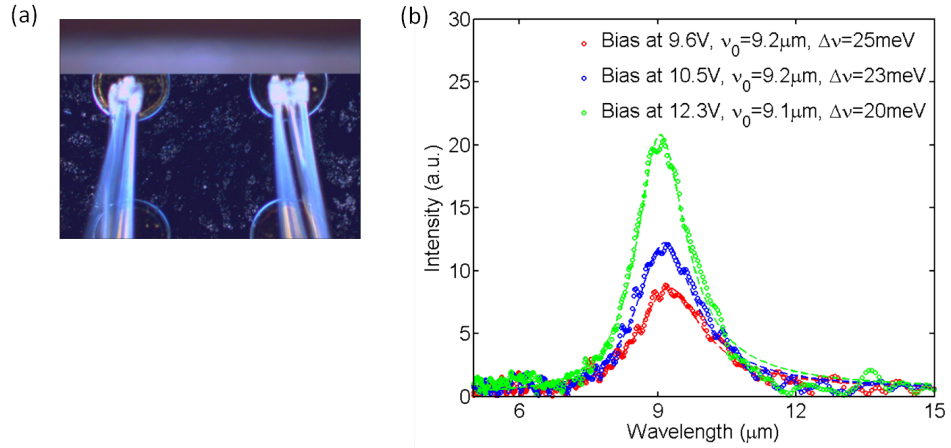 (a)
(b)
30
25
20
15
10
5
0
Intensity (a.u.)
Bias at 9.6V, ν0=9.2μm, Δν=25meV
Bias at 10.5V, ν0=9.2μm, Δν=23meV
Bias at 12.3V, ν0=9.1μm, Δν=20meV
6 9 12 15
Wavelength (μm)